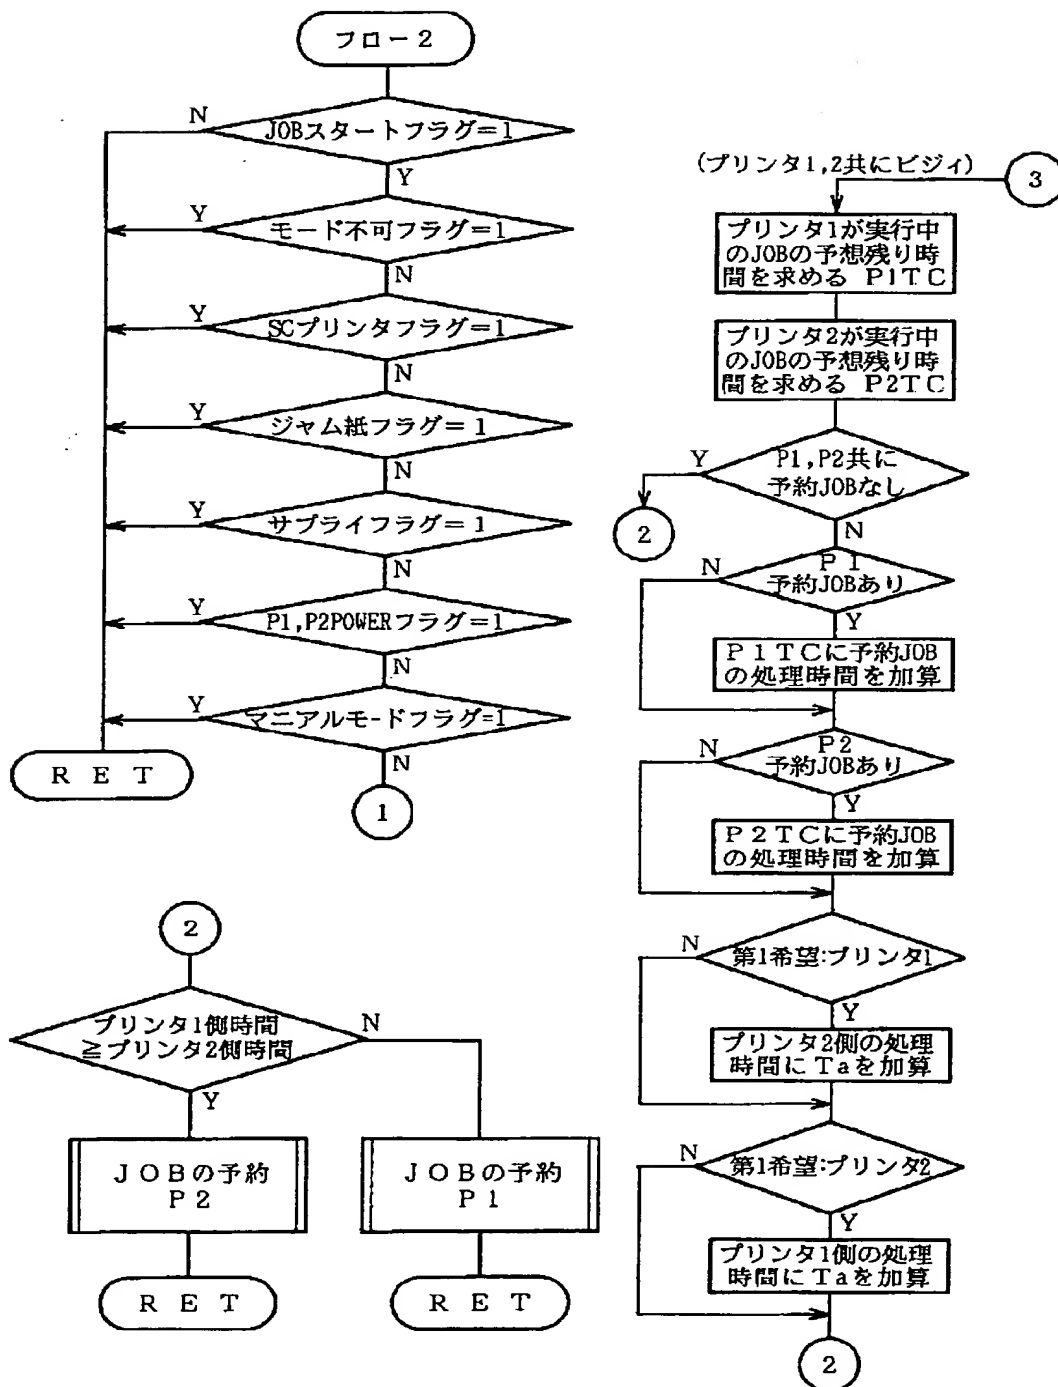 フロー2
N
JOBスタートフラグ=1
Y
Y
モード不可フラグ=1
N
Y
SCプリンタフラグ=1
N
Y
ジャム紙フラグ=1
N
Y
サプライフラグ=1
N
Y
P1,P2POWERフラグ=1
N
Y
マニアルモードフラグ=1
N
RET
1
2
プリンタ1側時間
≧プリンタ2側時間
N
Y
JOBの予約
P2
JOBの予約
P1
RET
RET
(プリンタ1,2共にビジィ)
3
プリンタ1が実行中
のJOBの予想残り時
間を求める P1TC
プリンタ2が実行中
のJOBの予想残り時
間を求める P2TC
Y
P1,P2共に
予約JOBなし
2
N
N
P1
予約JOBあり
Y
P1TCに予約JOB
の処理時間を加算
N
P2
予約JOBあり
Y
P2TCに予約JOB
の処理時間を加算
N
第1希望:プリンタ1
Y
プリンタ2側の処理
時間にTaを加算
N
第1希望:プリンタ2
Y
プリンタ1側の処理
時間にTaを加算
2